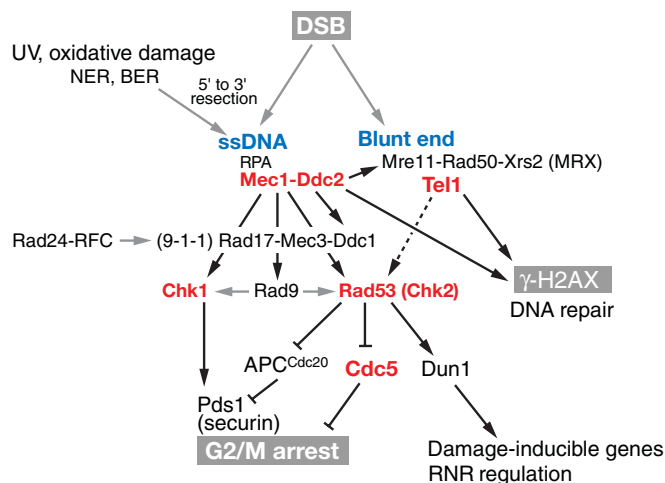 DSB
UV, oxidative damage
NER, BER
5' to 3'
resection
ssDNA
RPA
Mec1-Ddc2
Blunt end
Mre11-Rad50-Xrs2 (MRX)
Tel1
Rad24-RFC
(9-1-1) Rad17-Mec3-Ddc1
Chk1
Rad9
Rad53 (Chk2)
γ-H2AX
DNA repair
APCCdc20
Cdc5
Dun1
Pds1
(securin)
G2/M arrest
Damage-inducible genes
RNR regulation